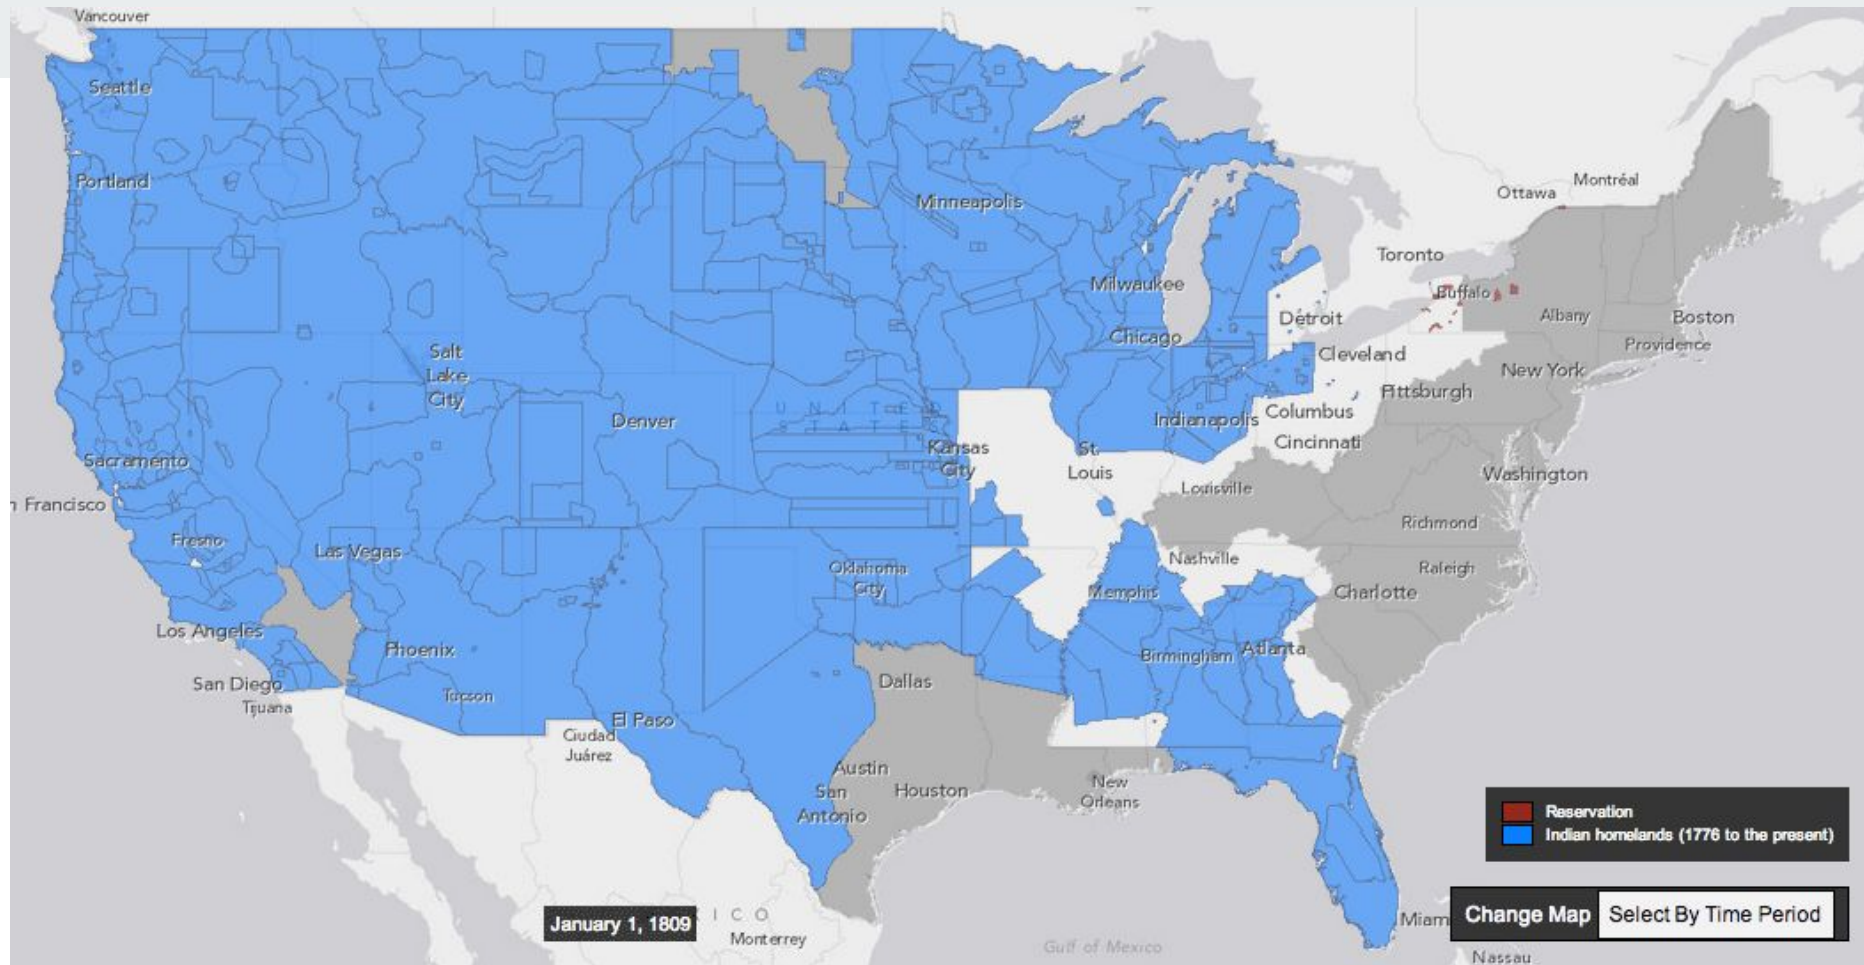 Vancouver
Seattle
Portland
Minneapolis
Ottawa
Montréal
Toronto
Milwaukee
Buffalo
Detroit
Albany
Boston
Chicago
Providence
Salt
Lake
City
Cleveland
New York
Pittsburgh
Denver
UNITED
STATES
Indianapolis
Columbus
Cincinnati
Kansas
City
St.
Louis
Sacramento
Washington
Louisville
n Francisco
Richmond
Fresno
Las Vegas
Nashville
Oklahoma
City
Raleigh
Memphis
Charlotte
Los Angeles
Phoenix
Birmingham
Atlanta
San Diego
Dallas
Tucson
Tijuana
El Paso
Ciudad
Juárez
Austin
San
Antonio
Houston
New
Orleans
Reservation
Indian homelands (1776 to the present)
January 1, 1809
ICO
Monterrey
Gulf of Mexico
Miam
Change Map
Select By Time Period
Nassau